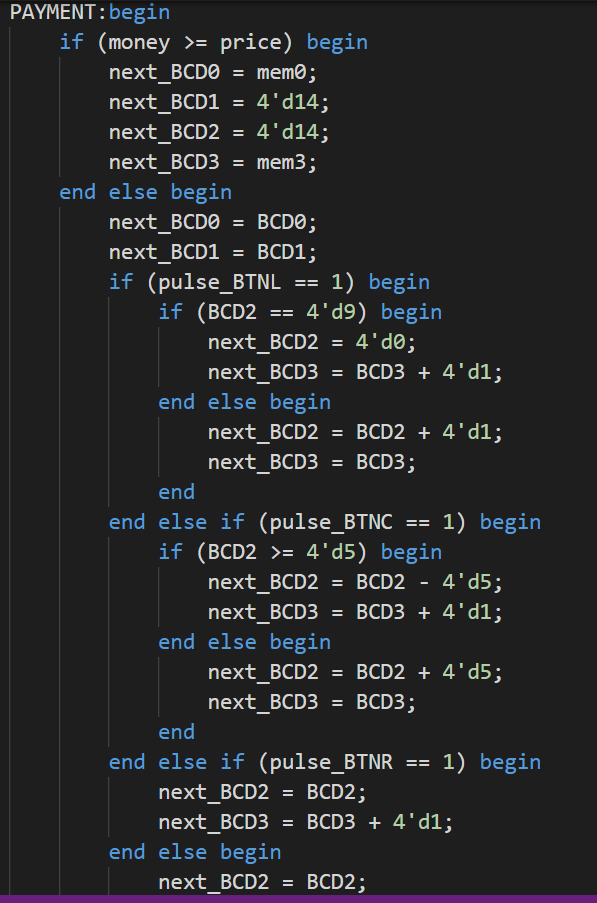 PAYMENT:begin
if (money >= price) begin
next_BCD0 = mem0;
next_BCD1 = 4'd14;
next_BCD2 = 4'd14;
next_BCD3 = mem3;
end else begin
next_BCD0 = BCD0;
next_BCD1 = BCD1;
if (pulse_BTNL == 1) begin
if (BCD2 == 4'd9) begin
next_BCD2 = 4'd0;
next_BCD3 = BCD3 + 4'd1;
end else begin
next_BCD2 = BCD2 + 4'd1;
next_BCD3 = BCD3;
end
end else if (pulse_BTNC == 1) begin
if (BCD2 >= 4'd5) begin
next_BCD2 = BCD2 - 4'd5;
next_BCD3 = BCD3 + 4'd1;
end else begin
next_BCD2 = BCD2 + 4'd5;
next_BCD3 = BCD3;
end
end else if (pulse_BTNR == 1) begin
next_BCD2 = BCD2;
next_BCD3 = BCD3 + 4'd1;
end else begin
next_BCD2 = BCD2;